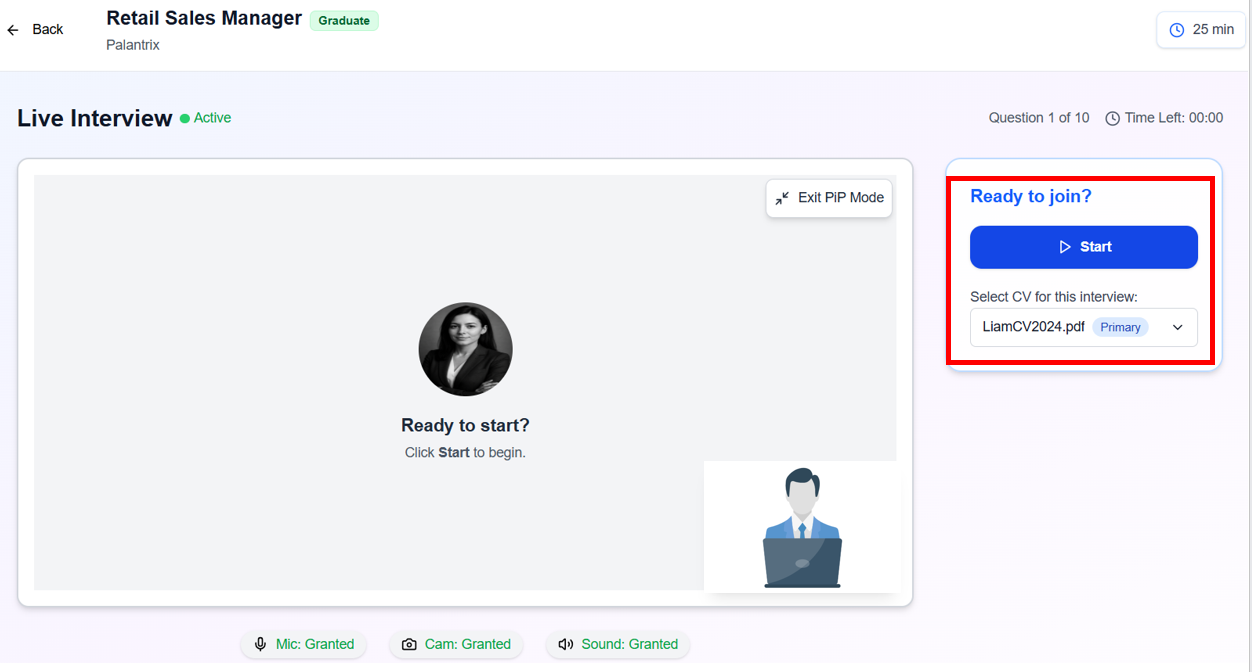 Back
Retail Sales Manager Graduate
Palantrix
25 min
Live Interview Active
Question 1 of 10 Time Left: 00:00
Exit PiP Mode
Ready to start?
Click Start to begin.
Ready to join?
Start
Select CV for this interview:
LiamCV2024.pdf Primary
Mic: Granted Cam: Granted Sound: Granted